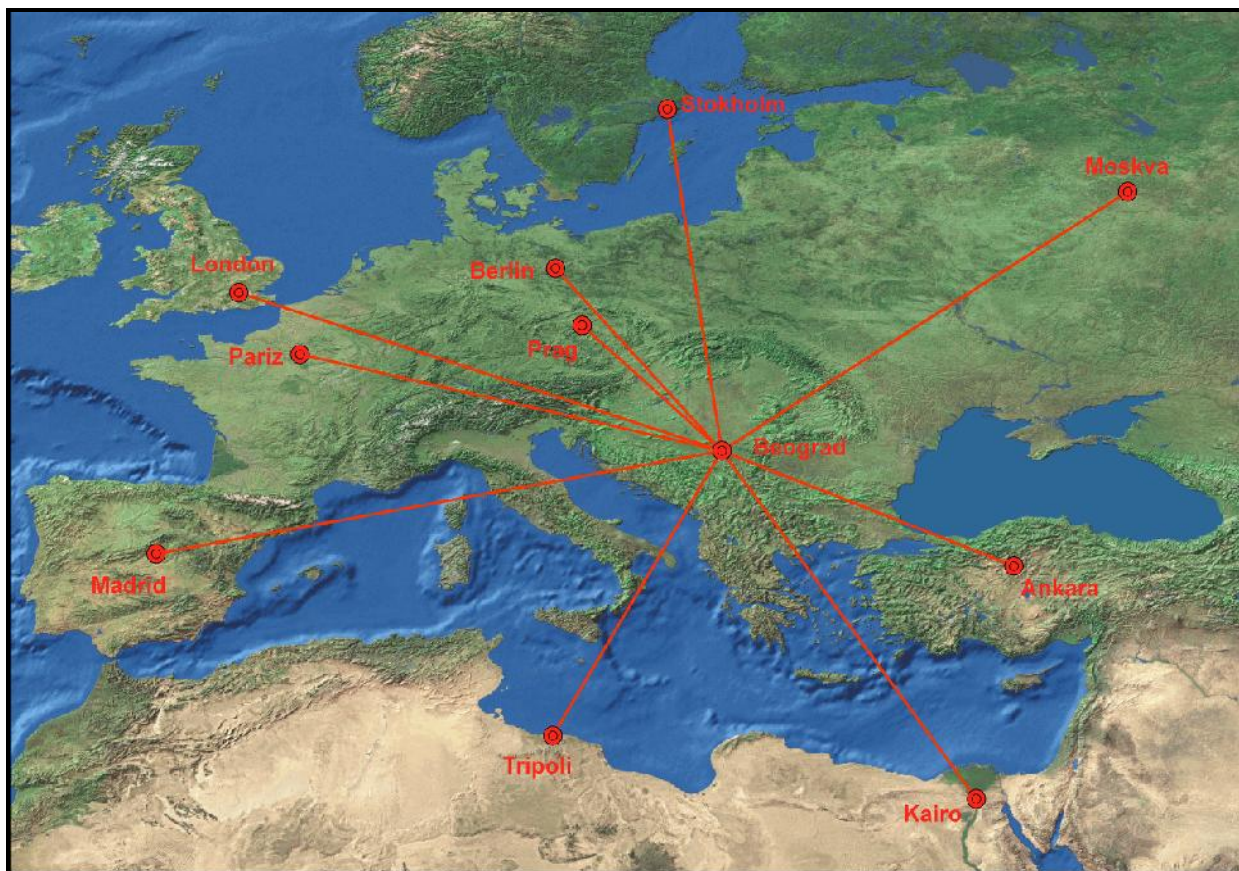 Stokholm
Moskva
London
Berlin
Prag
Pariz
Beograd
Madrid
Ankara
Tripoli
Kairo